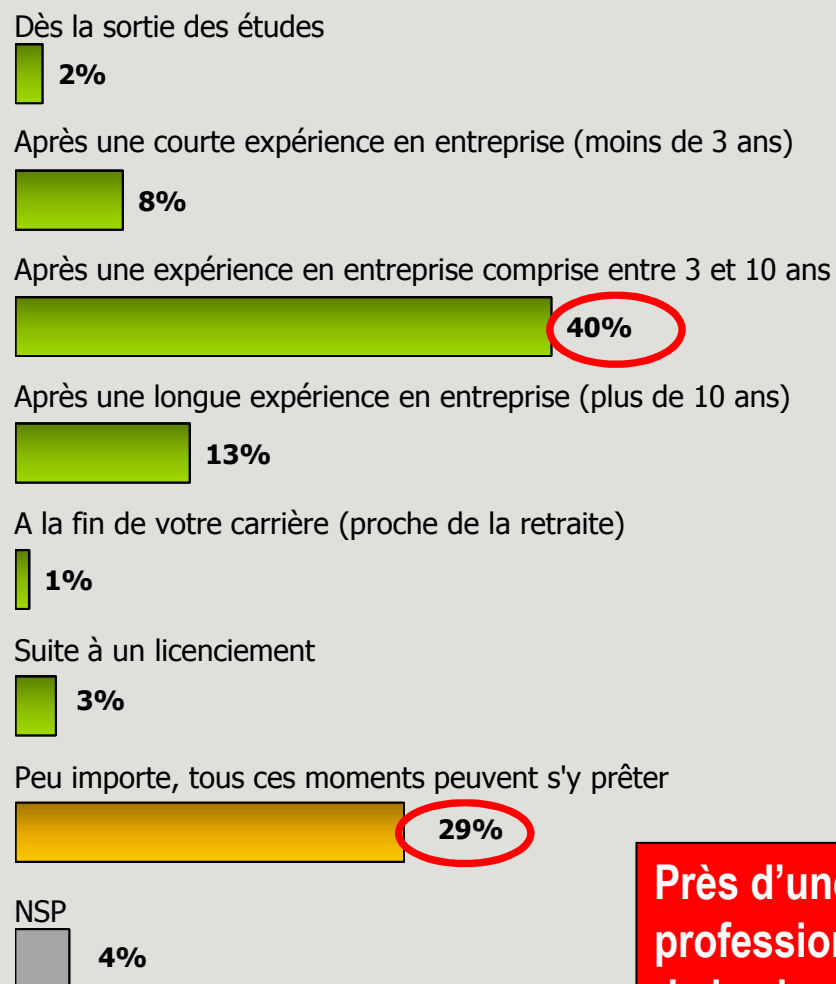 Dès la sortie des études
2%
Après une courte expérience en entreprise (moins de 3 ans)
8%
Après une expérience en entreprise comprise entre 3 et 10 ans
40%
Après une longue expérience en entreprise (plus de 10 ans)
13%
A la fin de votre carrière (proche de la retraite)
1%
Suite à un licenciement
3%
Peu importe, tous ces moments peuvent s'y prêter
29%
NSP
4%
Près d’une